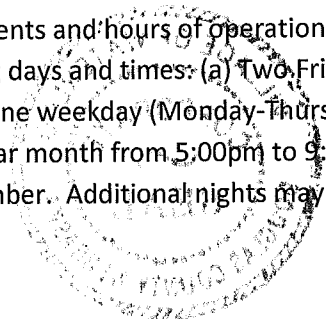 ents and hours of operation
days and times: (a) Two Fri
ne weekday (Monday-Thurs
ar month from 5:00pm to 9:
nber. Additional nights may